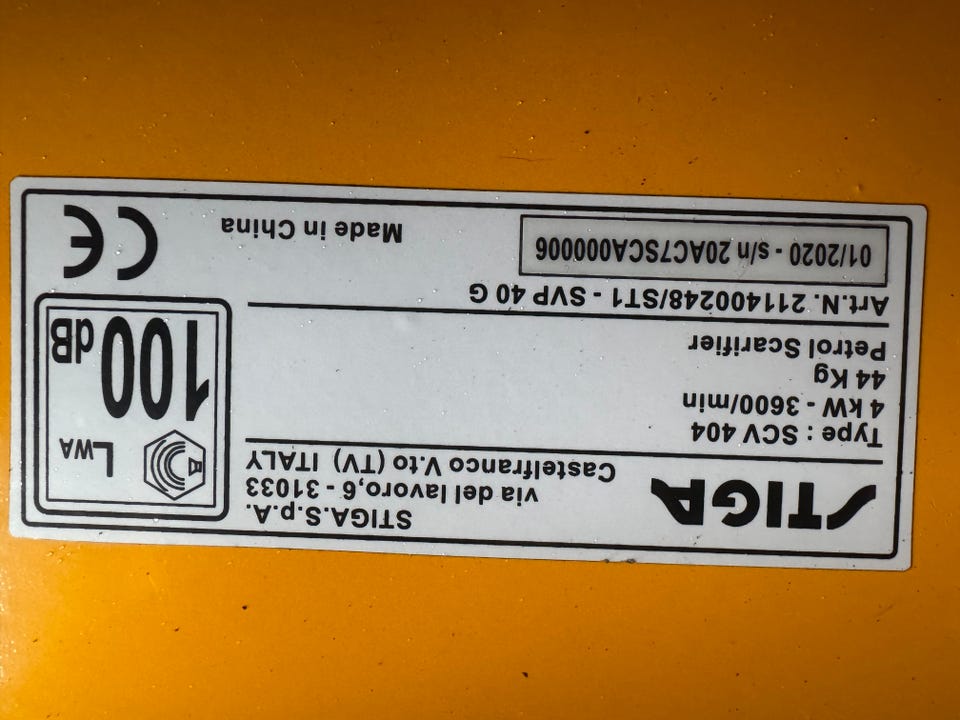 STIGA
STIGA.S.p.A.
via del lavoro,6 - 31033
Castelfranco V.to (TV) ITALY
Type : SCV 404
4 kW - 3600/min
44 Kg
Petrol Scarifier
Art.N. 211400248/ST1 - SVP 40 G
01/2020 - s/n 20AC7SCA000006
Made in China
LWA
100 dB
CE